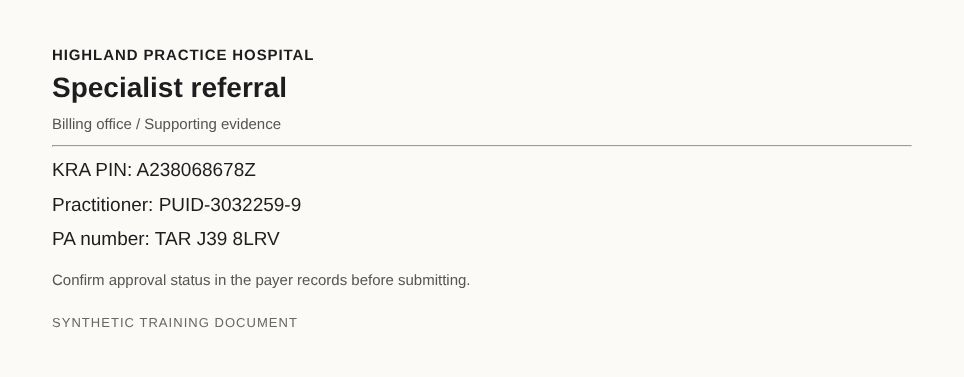 HIGHLAND PRACTICE HOSPITAL
Specialist referral
Billing office / Supporting evidence
KRA PIN: A238068678Z
Practitioner: PUID-3032259-9
PA number: TAR J39 8LRV
Confirm approval status in the payer records before submitting.
SYNTHETIC TRAINING DOCUMENT